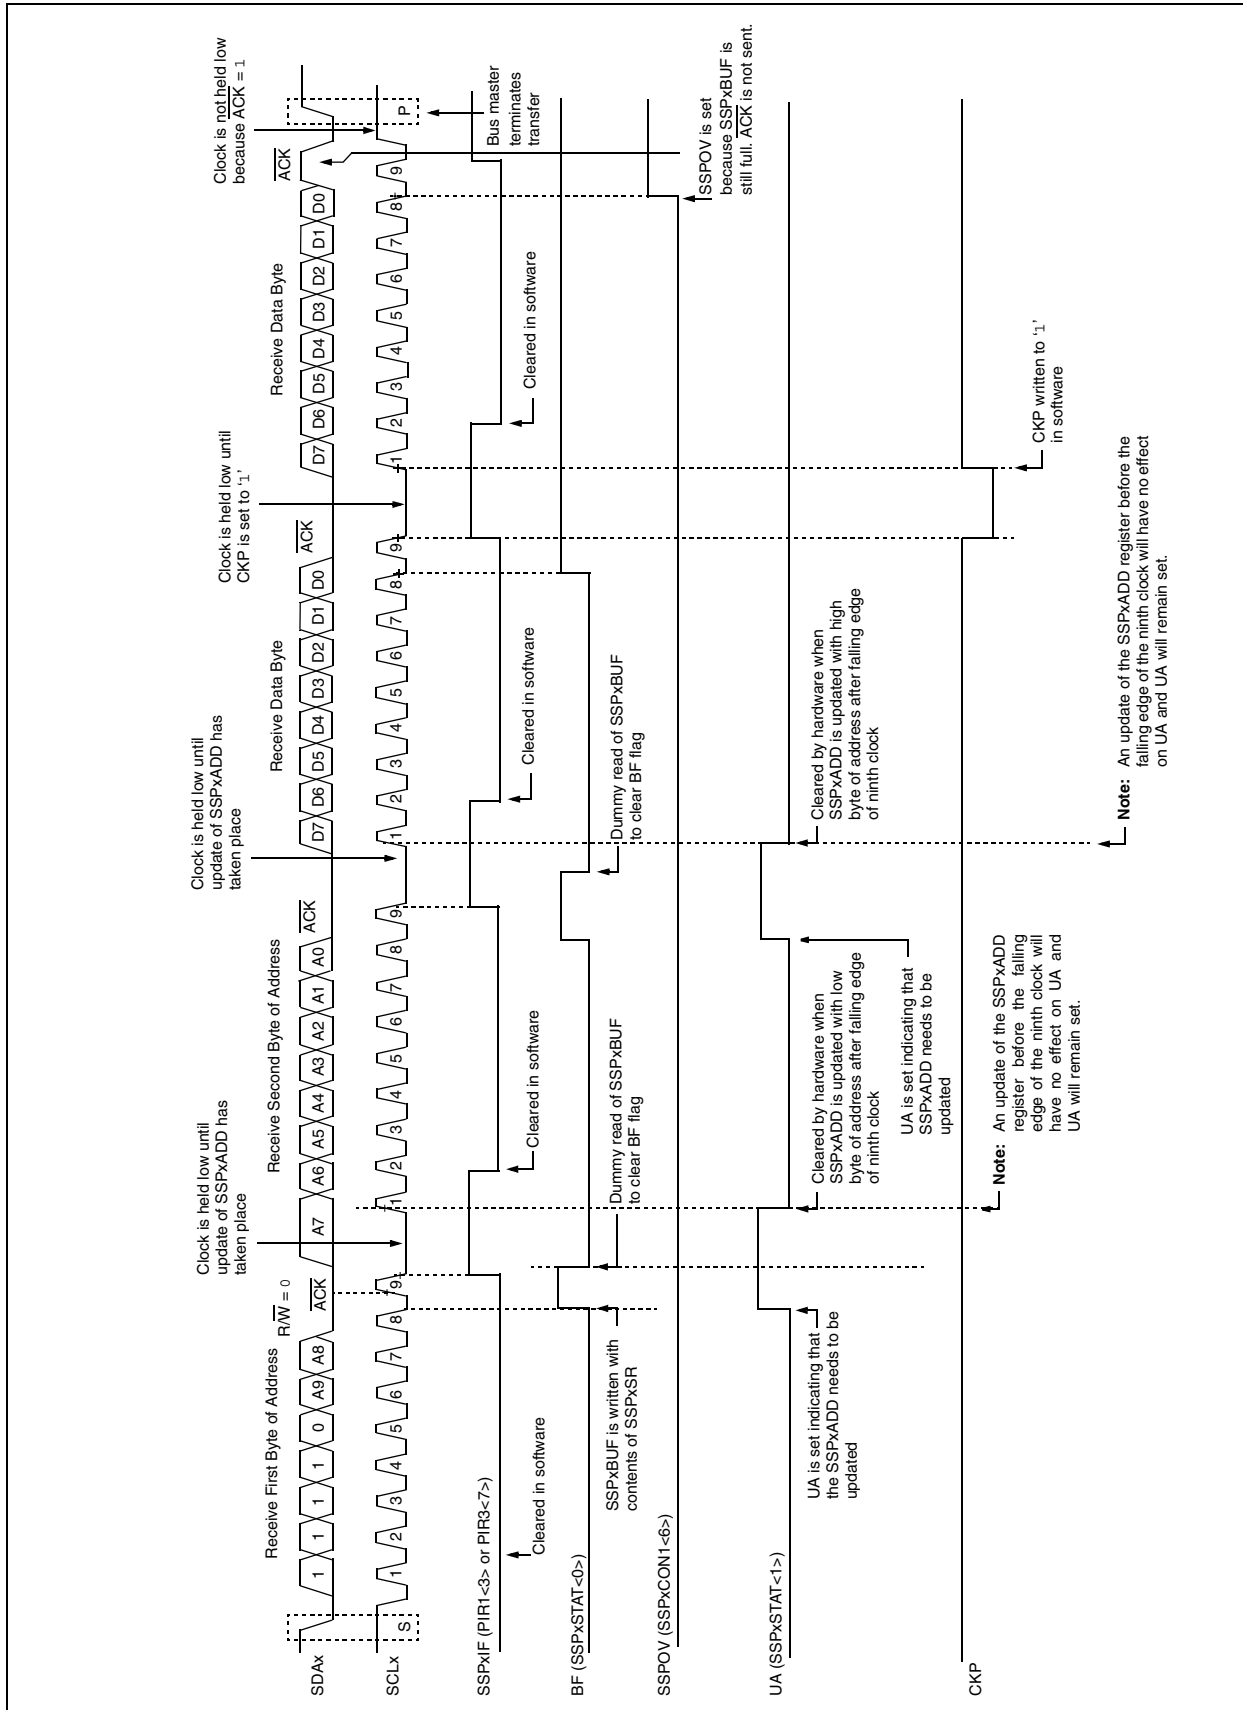 Clock is held low until
update of SSPxADD has
taken place
Clock is held low until
update of SSPxADD has
taken place
Clock is held low until
CKP is set to ‘1’
Clock is not held low
because ACK = 1
Receive First Byte of Address
R/W = 0
Receive Second Byte of Address
Receive Data Byte
Receive Data Byte
ACK
ACK
ACK
ACK
SDAx
1 1 1 1 0 A9 A8
A7 A6 A5 A4 A3 A2 A1 A0
D7 D6 D5 D4 D3 D2 D1 D0
D7 D6 D5 D4 D3 D2 D1 D0
SCLx
S
1 2 3 4 5 6 7 8 9
1 2 3 4 5 6 7 8 9
1 2 3 4 5 6 7 8 9
1 2 3 4 5 6 7 8 9
P
Bus master
terminates
transfer
SSPxIF (PIR1<3> or PIR3<7>)
Cleared in software
Cleared in software
Cleared in software
Cleared in software
BF (SSPxSTAT<0>)
SSPxBUF is written with
contents of SSPxSR
Dummy read of SSPxBUF
to clear BF flag
Dummy read of SSPxBUF
to clear BF flag
SSPOV (SSPxCON1<6>)
SSPOV is set
because SSPxBUF is
still full. ACK is not sent.
UA (SSPxSTAT<1>)
UA is set indicating that
the SSPxADD needs to be
updated
Cleared by hardware when
SSPxADD is updated with low
byte of address after falling edge
of ninth clock
UA is set indicating that
SSPxADD needs to be
updated
Cleared by hardware when
SSPxADD is updated with high
byte of address after falling edge
of ninth clock
CKP
CKP written to ‘1’
in software
Note: An update of the SSPxADD
register before the falling
edge of the ninth clock will
have no effect on UA and
UA will remain set.
Note: An update of the SSPxADD register before the
falling edge of the ninth clock will have no effect
on UA and UA will remain set.